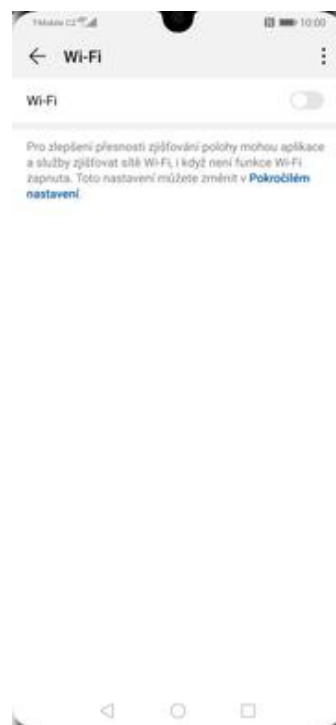 T-Mobile CZ 10:00
Wi-Fi
Wi-Fi
Pro zlepšení přesnosti zjišťování polohy mohou aplikace
a služby zjišťovat sítě Wi-Fi, i když není funkce Wi-Fi
zapnuta. Toto nastavení můžete změnit v Pokročilém
nastavení.